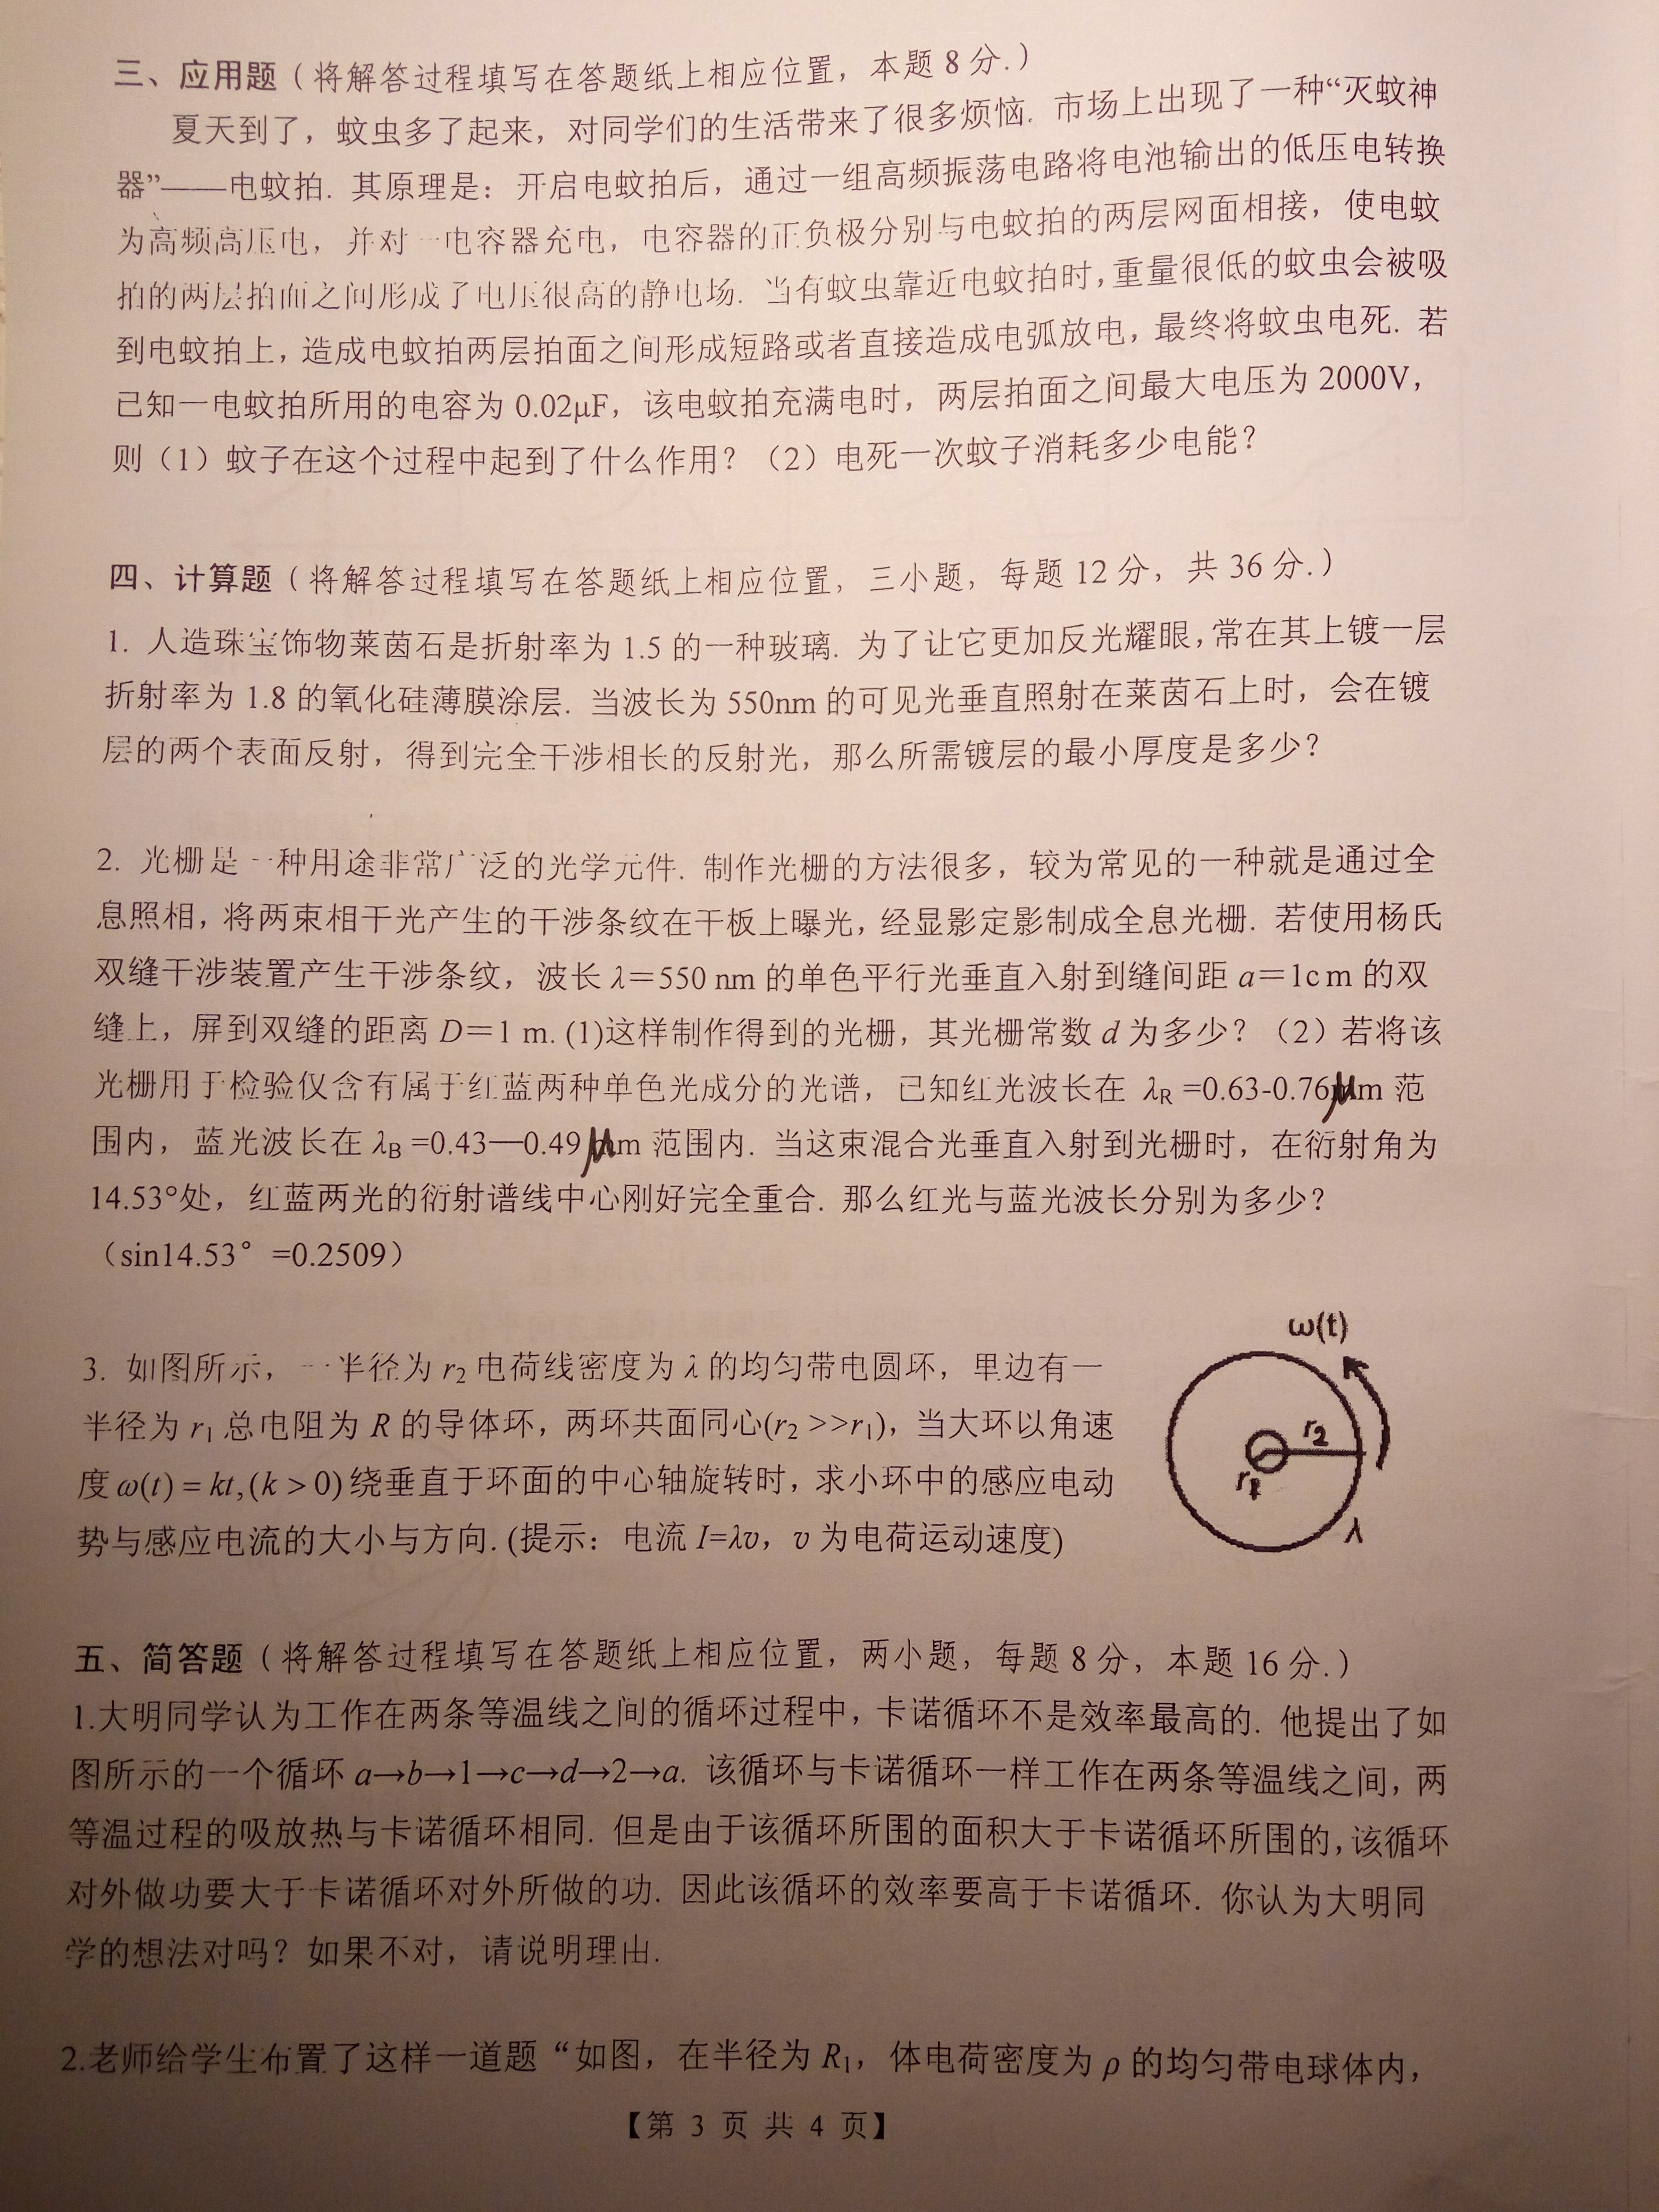 三、应用题（将解答过程填写在答题纸上相应位置，本题 8 分.）
夏天到了，蚊虫多了起来，对同学们的生活带来了很多烦恼. 市场上出现了一种“灭蚊神
器”——电蚊拍. 其原理是：开启电蚊拍后，通过一组高频振荡电路将电池输出的低压电转换
为高频高压电，并对一电容器充电，电容器的正负极分别与电蚊拍的两层网面相接，使电蚊
拍的两层拍面之间形成了电压很高的静电场. 当有蚊虫靠近电蚊拍时，重量很低的蚊虫会被吸
到电蚊拍上，造成电蚊拍两层拍面之间形成短路或者直接造成电弧放电，最终将蚊虫电死. 若
已知一电蚊拍所用的电容为 0.02μF，该电蚊拍充满电时，两层拍面之间最大电压为 2000V，
则（1）蚊子在这个过程中起到了什么作用？（2）电死一次蚊子消耗多少电能？
四、计算题（将解答过程填写在答题纸上相应位置，三小题，每题 12 分，共 36 分.）
1. 人造珠宝饰物莱茵石是折射率为 1.5 的一种玻璃. 为了让它更加反光耀眼，常在其上镀一层
折射率为 1.8 的氧化硅薄膜涂层. 当波长为 550nm 的可见光垂直照射在莱茵石上时，会在镀
层的两个表面反射，得到完全干涉相长的反射光，那么所需镀层的最小厚度是多少？
2. 光栅是一种用途非常广泛的光学元件. 制作光栅的方法很多，较为常见的一种就是通过全
息照相，将两束相干光产生的干涉条纹在干板上曝光，经显影定影制成全息光栅. 若使用杨氏
双缝干涉装置产生干涉条纹，波长 λ＝550 nm 的单色平行光垂直入射到缝间距 a＝1cm 的双
缝上，屏到双缝的距离 D＝1 m. (1)这样制作得到的光栅，其光栅常数 d 为多少？（2）若将该
光栅用于检验仅含有属于红蓝两种单色光成分的光谱，已知红光波长在 λR =0.63-0.76μm 范
围内，蓝光波长在 λB =0.43—0.49μm 范围内. 当这束混合光垂直入射到光栅时，在衍射角为
14.53°处，红蓝两光的衍射谱线中心刚好完全重合. 那么红光与蓝光波长分别为多少？
（sin14.53° =0.2509）
ω(t)
r2
r1
λ
3. 如图所示，一半径为 r2 电荷线密度为 λ 的均匀带电圆环，里边有一
半径为 r1 总电阻为 R 的导体环，两环共面同心(r2 >>r1)，当大环以角速
度 ω(t) = kt, (k > 0) 绕垂直于环面的中心轴旋转时，求小环中的感应电动
势与感应电流的大小与方向. (提示：电流 I=λυ，υ 为电荷运动速度)
五、简答题（将解答过程填写在答题纸上相应位置，两小题，每题 8 分，本题 16 分.）
1.大明同学认为工作在两条等温线之间的循环过程中，卡诺循环不是效率最高的. 他提出了如
图所示的一个循环 a→b→1→c→d→2→a. 该循环与卡诺循环一样工作在两条等温线之间，两
等温过程的吸放热与卡诺循环相同. 但是由于该循环所围的面积大于卡诺循环所围的，该循环
对外做功要大于卡诺循环对外所做的功. 因此该循环的效率要高于卡诺循环. 你认为大明同
学的想法对吗？如果不对，请说明理由.
2.老师给学生布置了这样一道题“如图，在半径为 R1，体电荷密度为 ρ 的均匀带电球体内，
【第 3 页 共 4 页】